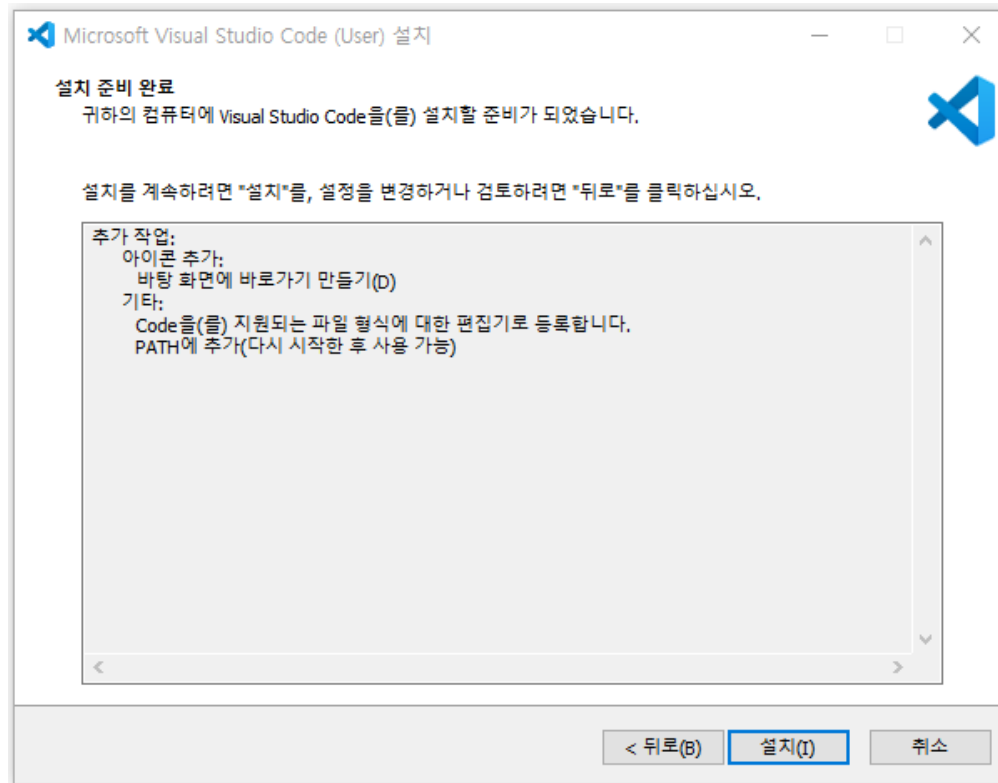 Microsoft Visual Studio Code (User) 설치
설치 준비 완료
귀하의 컴퓨터에 Visual Studio Code을(를) 설치할 준비가 되었습니다.
설치를 계속하려면 "설치"를, 설정을 변경하거나 검토하려면 "뒤로"를 클릭하십시오.
추가 작업:
아이콘 추가:
바탕 화면에 바로가기 만들기(D)
기타:
Code을(를) 지원되는 파일 형식에 대한 편집기로 등록합니다.
PATH에 추가(다시 시작한 후 사용 가능)
< 뒤로(B) 설치(I) 취소